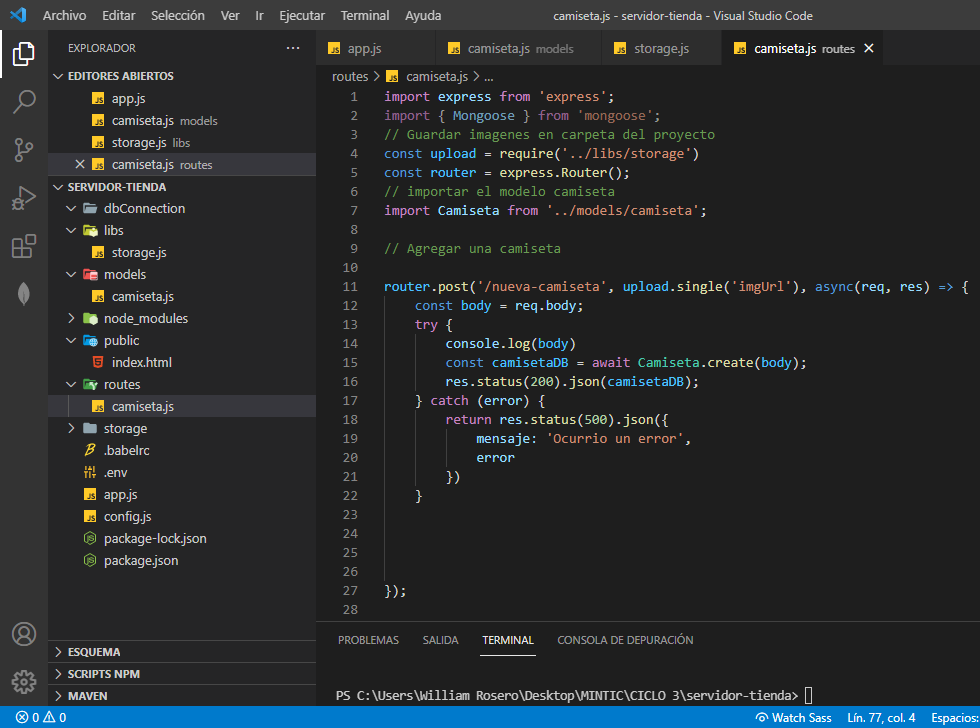 Archivo Editar Selección Ver Ir Ejecutar Terminal Ayuda camiseta.js - servidor-tienda - Visual Studio Code
EXPLORADOR ···
EDITORES ABIERTOS
app.js
camiseta.js models
storage.js libs
camiseta.js routes
SERVIDOR-TIENDA
dbConnection
libs
storage.js
models
camiseta.js
node_modules
public
index.html
routes
camiseta.js
storage
.babelrc
.env
app.js
config.js
package-lock.json
package.json
ESQUEMA
SCRIPTS NPM
MAVEN
app.js camiseta.js models storage.js camiseta.js routes
routes > camiseta.js > ...
1 import express from 'express';
2 import { Mongoose } from 'mongoose';
3 // Guardar imagenes en carpeta del proyecto
4 const upload = require('../libs/storage')
5 const router = express.Router();
6 // importar el modelo camiseta
7 import Camiseta from '../models/camiseta';
8
9 // Agregar una camiseta
10
11 router.post('/nueva-camiseta', upload.single('imgUrl'), async(req, res) => {
12 const body = req.body;
13 try {
14 console.log(body)
15 const camisetaDB = await Camiseta.create(body);
16 res.status(200).json(camisetaDB);
17 } catch (error) {
18 return res.status(500).json({
19 mensaje: 'Ocurrio un error',
20 error
21 })
22 }
23
24
25
26
27 });
28
PROBLEMAS SALIDA TERMINAL CONSOLA DE DEPURACIÓN
PS C:\Users\William Rosero\Desktop\MINTIC\CICLO 3\servidor-tienda>
0 0 Watch Sass Lín. 77, col. 4 Espacios: